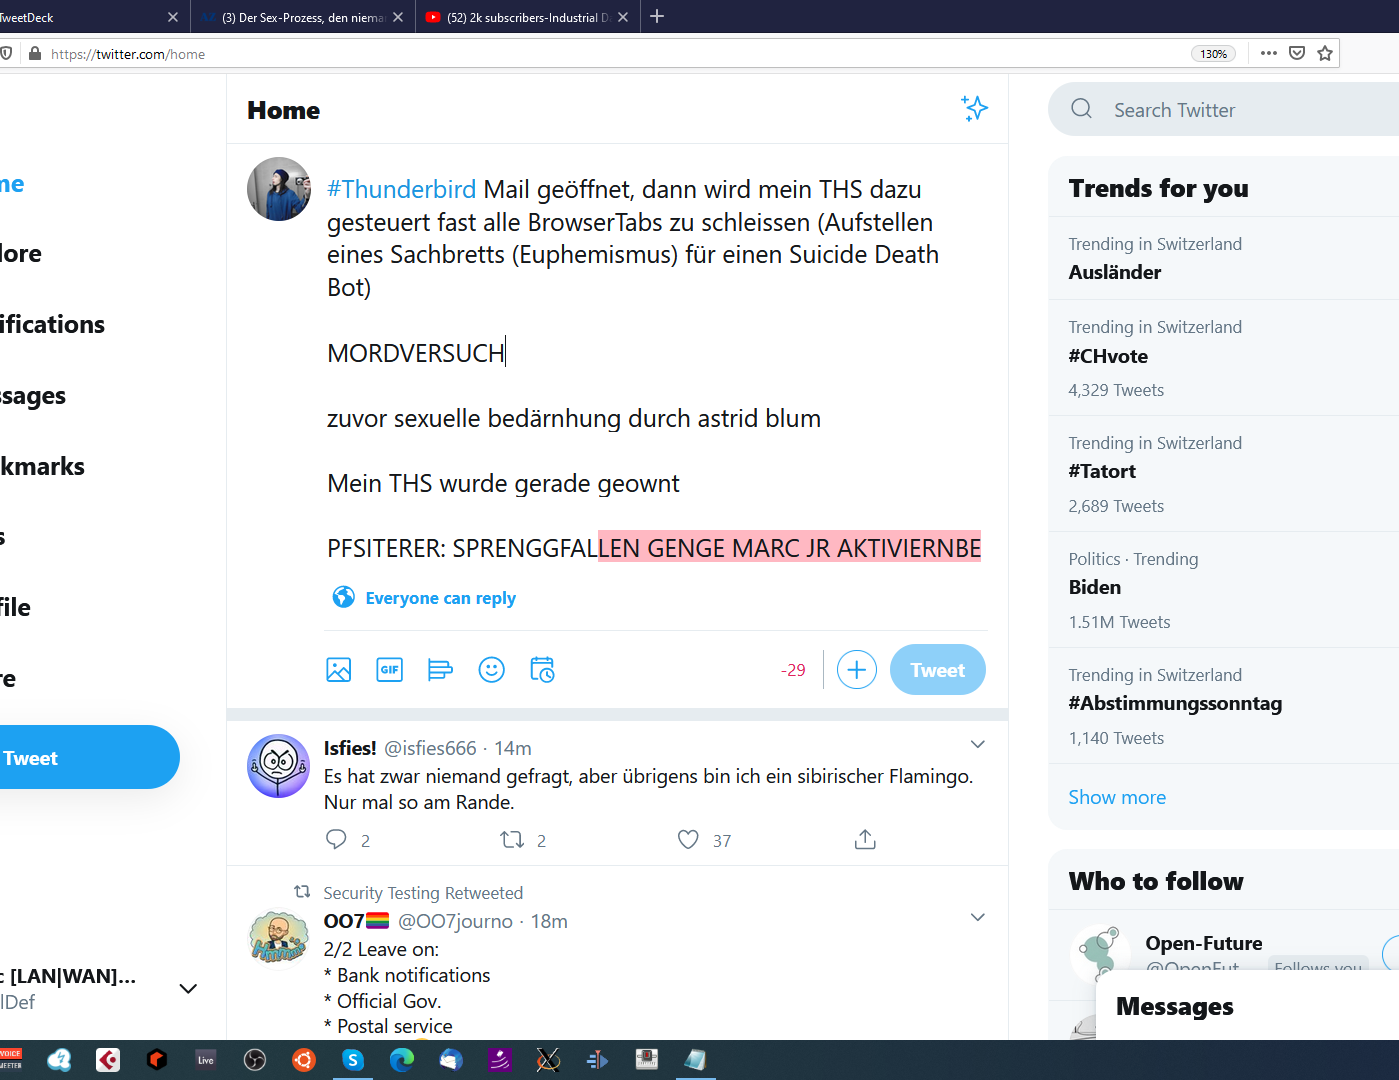 TweetDeck
(3) Der Sex-Prozess, den niema
(52) 2k subscribers-Industrial D
https://twitter.com/home
130%
Home
Search Twitter
me
lore
ifications
ssages
kmarks
s
file
re
Tweet
c [LAN|WAN]...
lDef
#Thunderbird Mail geöffnet, dann wird mein THS dazu
gesteuert fast alle BrowserTabs zu schleissen (Aufstellen
eines Sachbretts (Euphemismus) für einen Suicide Death
Bot)
MORDVERSUCH
zuvor sexuelle bedärnhung durch astrid blum
Mein THS wurde gerade geownt
PFSITERER: SPRENGGFALLEN GENGE MARC JR AKTIVIERNBE
Everyone can reply
GIF
-29
Tweet
Isfies! @isfies666 · 14m
Es hat zwar niemand gefragt, aber übrigens bin ich ein sibirischer Flamingo.
Nur mal so am Rande.
2
2
37
Security Testing Retweeted
OO7 @OO7journo · 18m
2/2 Leave on:
* Bank notifications
* Official Gov.
* Postal service
Trends for you
Trending in Switzerland
Ausländer
Trending in Switzerland
#CHvote
4,329 Tweets
Trending in Switzerland
#Tatort
2,689 Tweets
Politics · Trending
Biden
1.51M Tweets
Trending in Switzerland
#Abstimmungssonntag
1,140 Tweets
Show more
Who to follow
Open-Future
@OpenFut
Follows you
Messages
VOICE
MEETER
Live